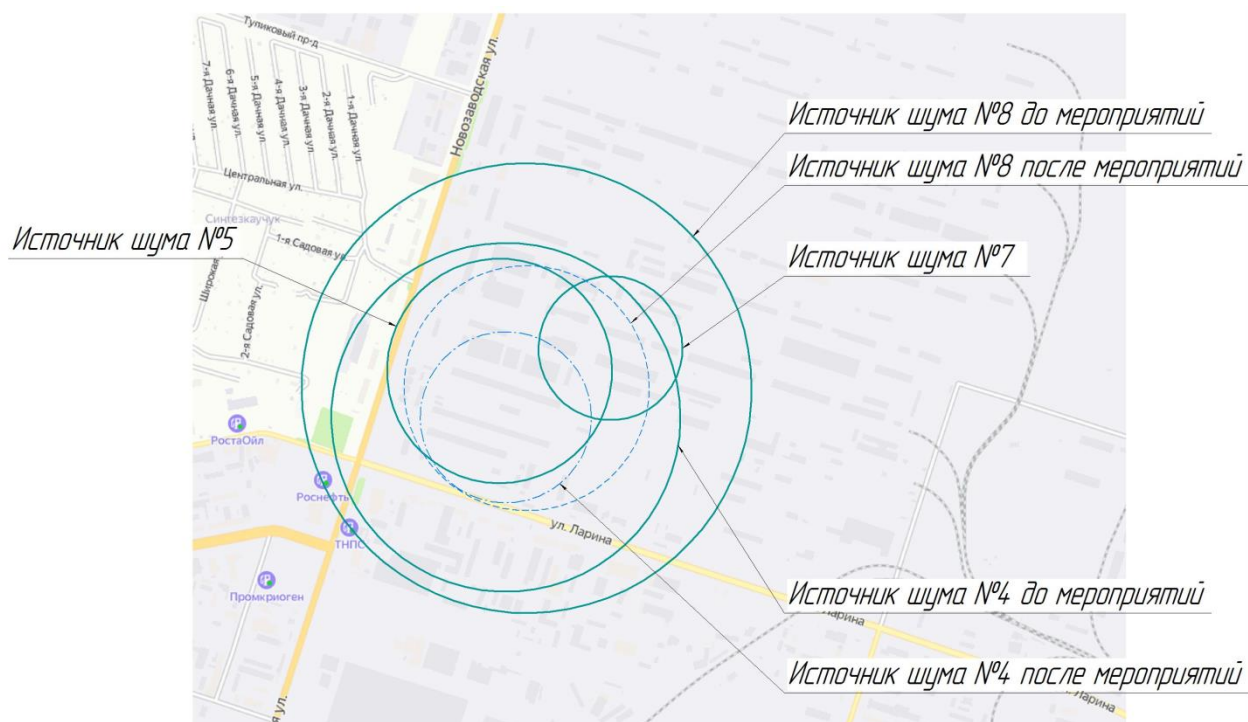 Тупиковый пр-д
Новозаводская ул.
7-я Дачная ул.
6-я Дачная ул.
5-я Дачная ул.
4-я Дачная ул.
3-я Дачная ул.
2-я Дачная ул.
1-я Дачная ул.
Источник шума №8 до мероприятий
Источник шума №8 после мероприятий
Центральная ул.
Синтезкаучук
Источник шума №5
1-я Садовая ул.
Источник шума №7
Широкая
2-я Садовая ул.
РостаОйл
Роснефть
ул. Ларина
ТНПС
Промкриоген
Источник шума №4 до мероприятий
Ларина
Источник шума №4 после мероприятий
Ларина
я ул.